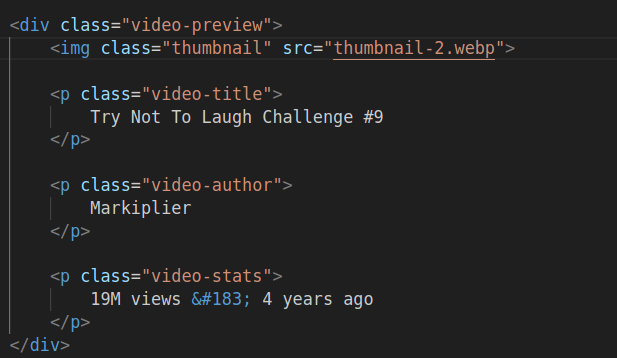 <div class="video-preview">
    <img class="thumbnail" src="thumbnail-2.webp">

    <p class="video-title">
        Try Not To Laugh Challenge #9
    </p>

    <p class="video-author">
        Markiplier
    </p>

    <p class="video-stats">
        19M views &#183; 4 years ago
    </p>
</div>